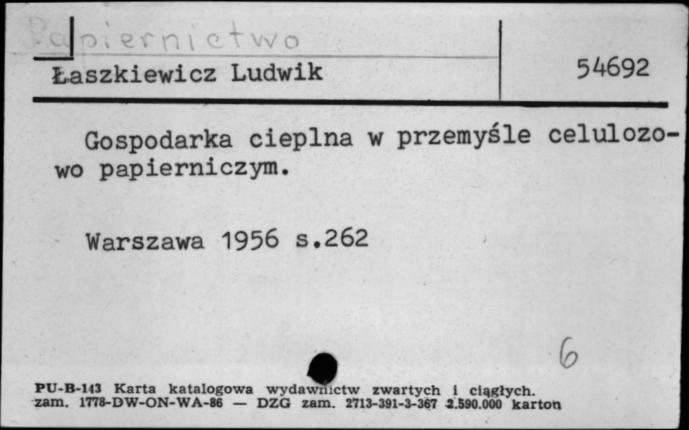 Papiernictwo
Łaszkiewicz Ludwik 54692
Gospodarka cieplna w przemyśle celulozo-
wo papierniczym.
Warszawa 1956 s.262
6
PU-B-143 Karta katalogowa wydawnictw zwartych i ciągłych.
zam. 1778-DW-ON-WA-86 — DZG zam. 2713-391-3-367 2.590.000 karton